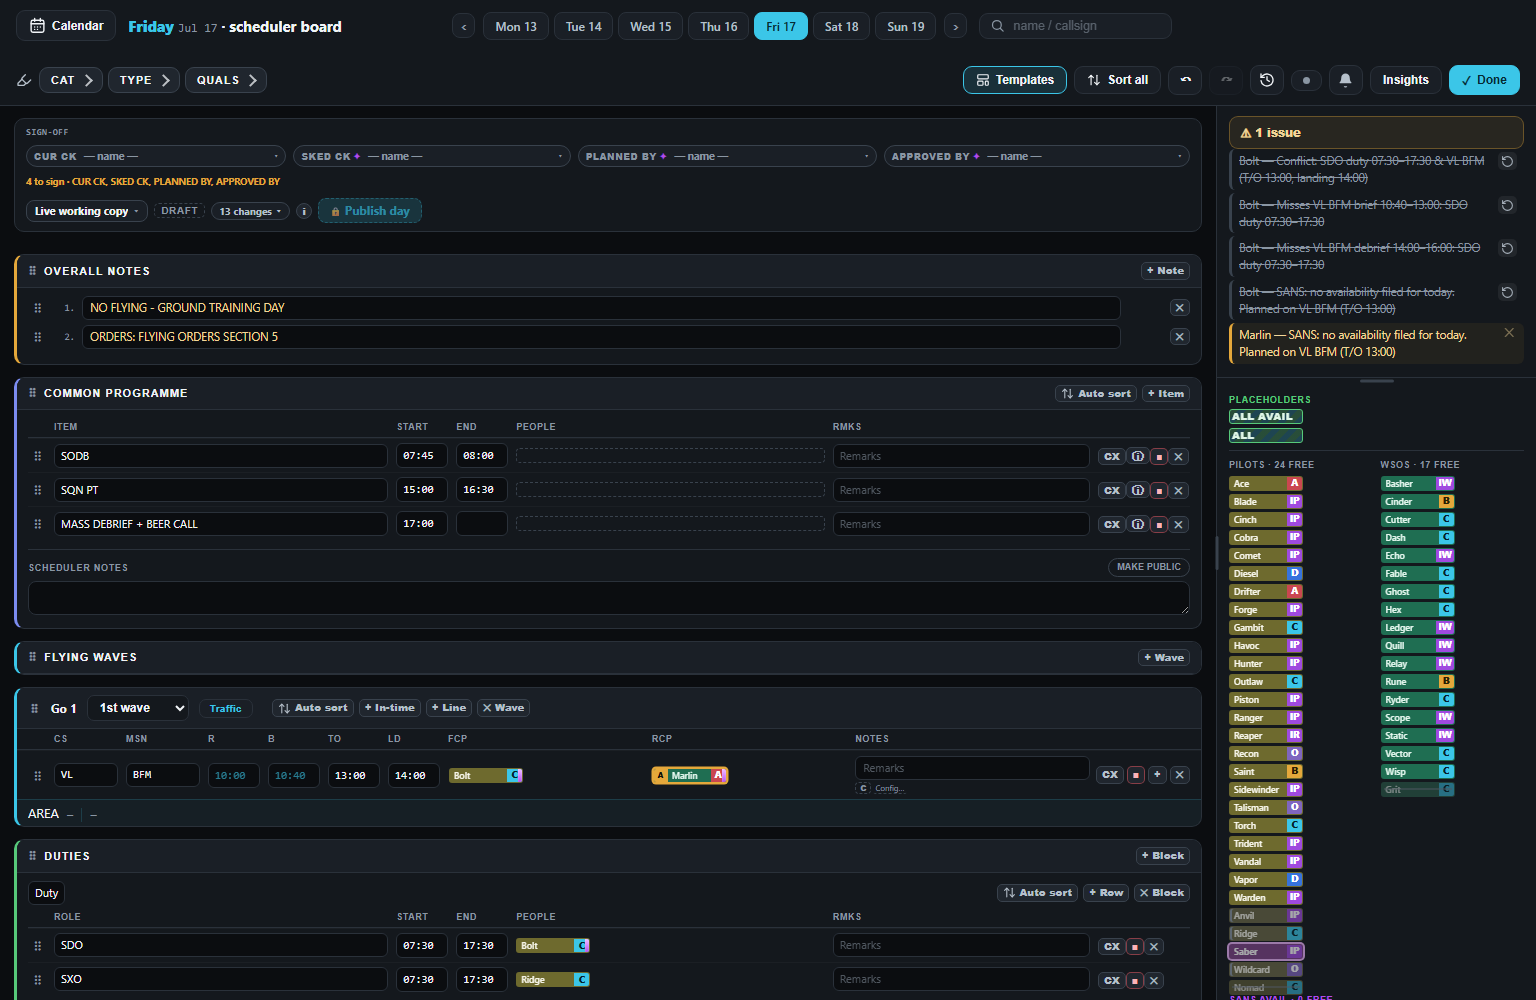 Calendar
Friday Jul 17 · scheduler board
Mon 13
Tue 14
Wed 15
Thu 16
Fri 17
Sat 18
Sun 19
name / callsign
CAT
TYPE
QUALS
Templates
Sort all
Insights
✓ Done
SIGN-OFF
CUR CK — name —
SKED CK ✦ — name —
PLANNED BY ✦ — name —
APPROVED BY ✦ — name —
4 to sign · CUR CK, SKED CK, PLANNED BY, APPROVED BY
Live working copy
DRAFT
13 changes
i
Publish day
OVERALL NOTES
+ Note
1. NO FLYING - GROUND TRAINING DAY
2. ORDERS: FLYING ORDERS SECTION 5
COMMON PROGRAMME
Auto sort
+ Item
ITEM START END PEOPLE RMKS
SODB 07:45 08:00 Remarks CX
SQN PT 15:00 16:30 Remarks CX
MASS DEBRIEF + BEER CALL 17:00 Remarks CX
SCHEDULER NOTES
MAKE PUBLIC
FLYING WAVES
+ Wave
Go 1
1st wave
Traffic
Auto sort
+ In-time
+ Line
✕ Wave
CS MSN R B TO LD FCP RCP NOTES
VL BFM 10:00 10:40 13:00 14:00 Bolt C A Marlin A Remarks CX
C Config...
AREA – –
DUTIES
+ Block
Duty
Auto sort
+ Row
✕ Block
ROLE START END PEOPLE RMKS
SDO 07:30 17:30 Bolt C Remarks CX
SXO 07:30 17:30 Ridge C Remarks CX
⚠ 1 issue
Bolt — Conflict: SDO duty 07:30–17:30 & VL BFM
(T/O 13:00, landing 14:00)
Bolt — Misses VL BFM brief 10:40–13:00: SDO
duty 07:30–17:30
Bolt — Misses VL BFM debrief 14:00–16:00: SDO
duty 07:30–17:30
Bolt — SANS: no availability filed for today.
Planned on VL BFM (T/O 13:00)
Marlin — SANS: no availability filed for today.
Planned on VL BFM (T/O 13:00)
PLACEHOLDERS
ALL AVAIL
ALL
PILOTS · 24 FREE
Ace A
Blade IP
Cinch IP
Cobra IP
Comet IP
Diesel D
Drifter A
Forge IP
Gambit C
Havoc IP
Hunter IP
Outlaw C
Piston IP
Ranger IP
Reaper IR
Recon O
Saint B
Sidewinder IP
Talisman O
Torch C
Trident IP
Vandal IP
Vapor D
Warden IP
Anvil IP
Ridge C
Saber IP
Wildcard O
Nomad C
SANS AVAIL · 0 FREE
WSOS · 17 FREE
Basher IW
Cinder B
Cutter C
Dash C
Echo IW
Fable C
Ghost C
Hex C
Ledger IW
Quill IW
Relay IW
Rune B
Ryder C
Scope IW
Static IW
Vector C
Wisp C
Grit C